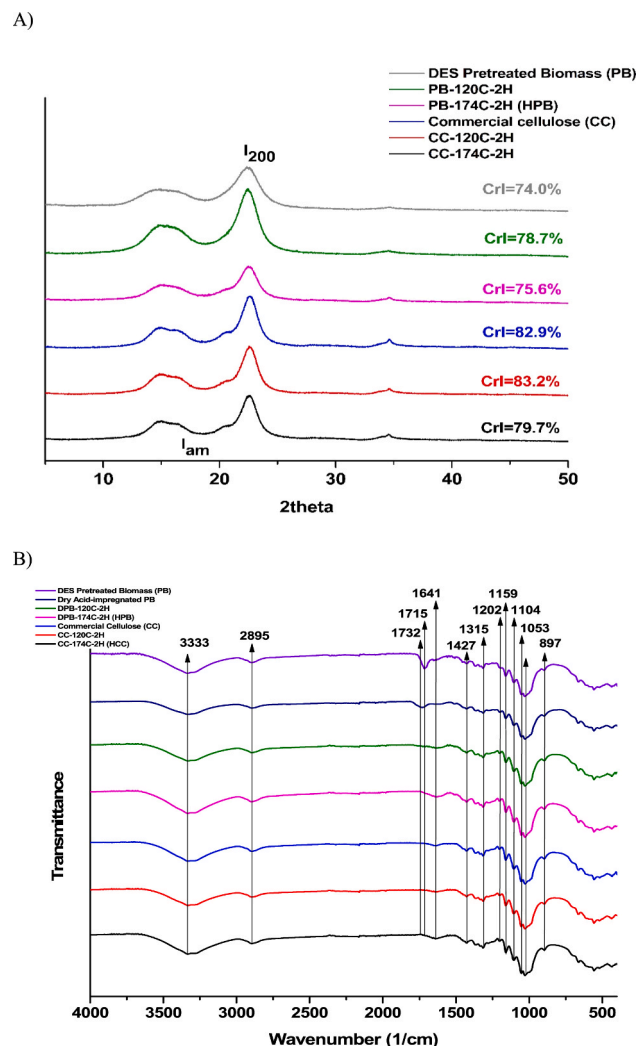 A)
DES Pretreated Biomass (PB)
PB-120C-2H
PB-174C-2H (HPB)
Commercial cellulose (CC)
CC-120C-2H
CC-174C-2H
I200
CrI=74.0%
CrI=78.7%
CrI=75.6%
CrI=82.9%
CrI=83.2%
CrI=79.7%
Iam
10 20 30 40 50
2theta
B)
DES Pretreated Biomass (PB)
Dry Acid-impregnated PB
DPB-120C-2H
DPB-174C-2H (HPB)
Commercial Cellulose (CC)
CC-120C-2H
CC-174C-2H (HCC)
3333
2895
1732
1715
1641
1427
1315
1202
1159
1104
1053
897
Transmittance
4000 3500 3000 2500 2000 1500 1000 500
Wavenumber (1/cm)